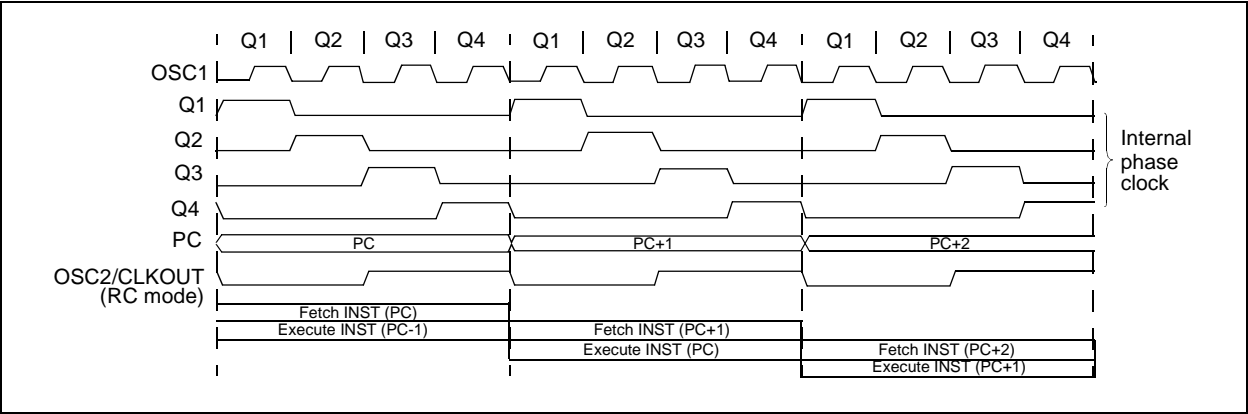 Q1 Q2 Q3 Q4 Q1 Q2 Q3 Q4 Q1 Q2 Q3 Q4
OSC1
Q1
Q2
Q3
Q4
PC
PC PC+1 PC+2
Internal
phase
clock
OSC2/CLKOUT
(RC mode)
Fetch INST (PC)
Execute INST (PC-1) Fetch INST (PC+1)
Execute INST (PC) Fetch INST (PC+2)
Execute INST (PC+1)